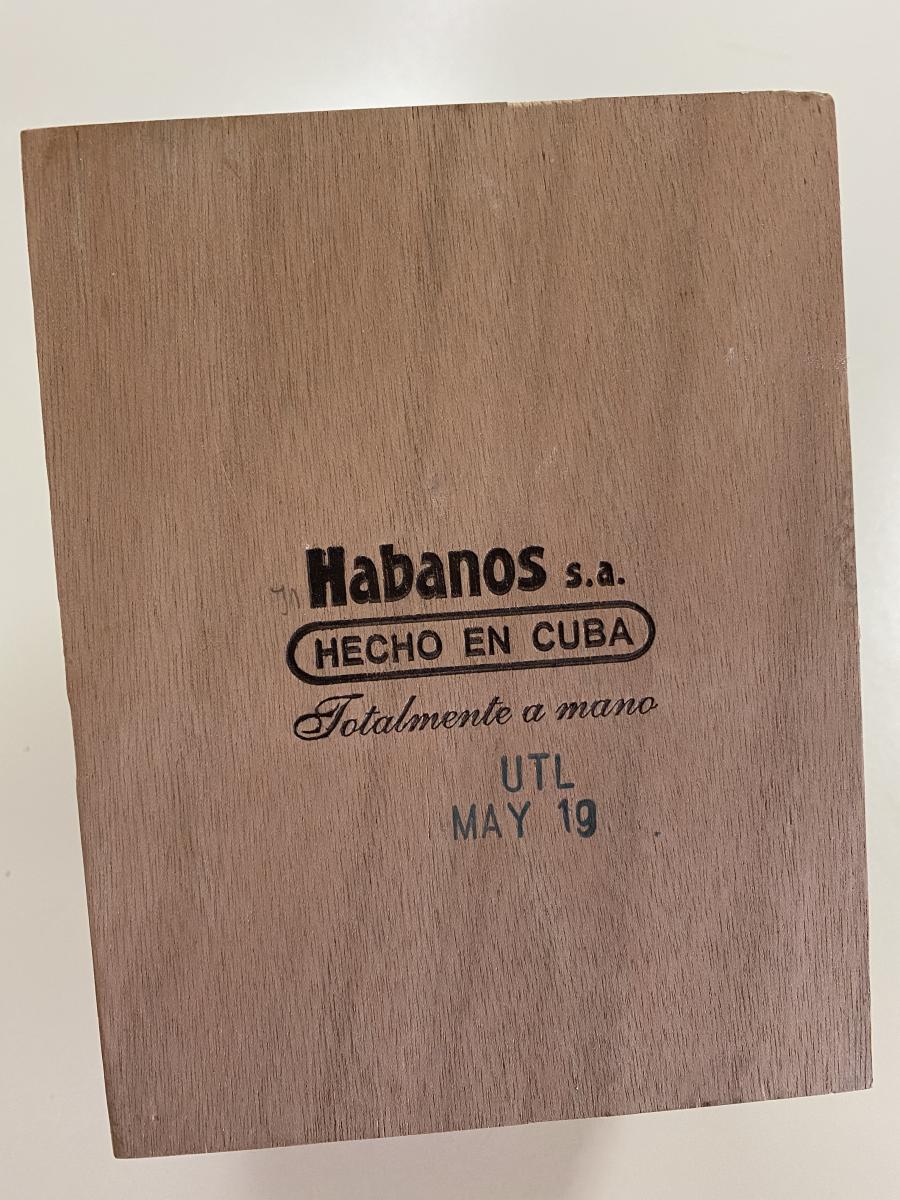 Habanos s.a.
HECHO EN CUBA
Totalmente a mano
UTL
MAY 19